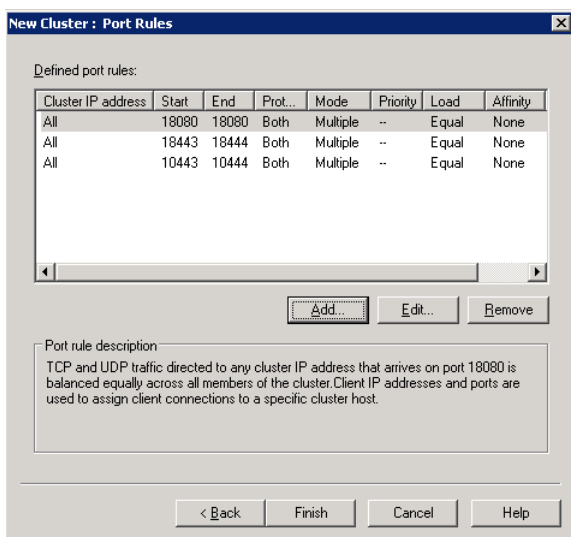 New Cluster : Port Rules
Defined port rules:
Cluster IP address Start End Prot... Mode Priority Load Affinity
All 18080 18080 Both Multiple -- Equal None
All 18443 18444 Both Multiple -- Equal None
All 10443 10444 Both Multiple -- Equal None
Add... Edit... Remove
Port rule description
TCP and UDP traffic directed to any cluster IP address that arrives on port 18080 is
balanced equally across all members of the cluster.Client IP addresses and ports are
used to assign client connections to a specific cluster host.
< Back Finish Cancel Help